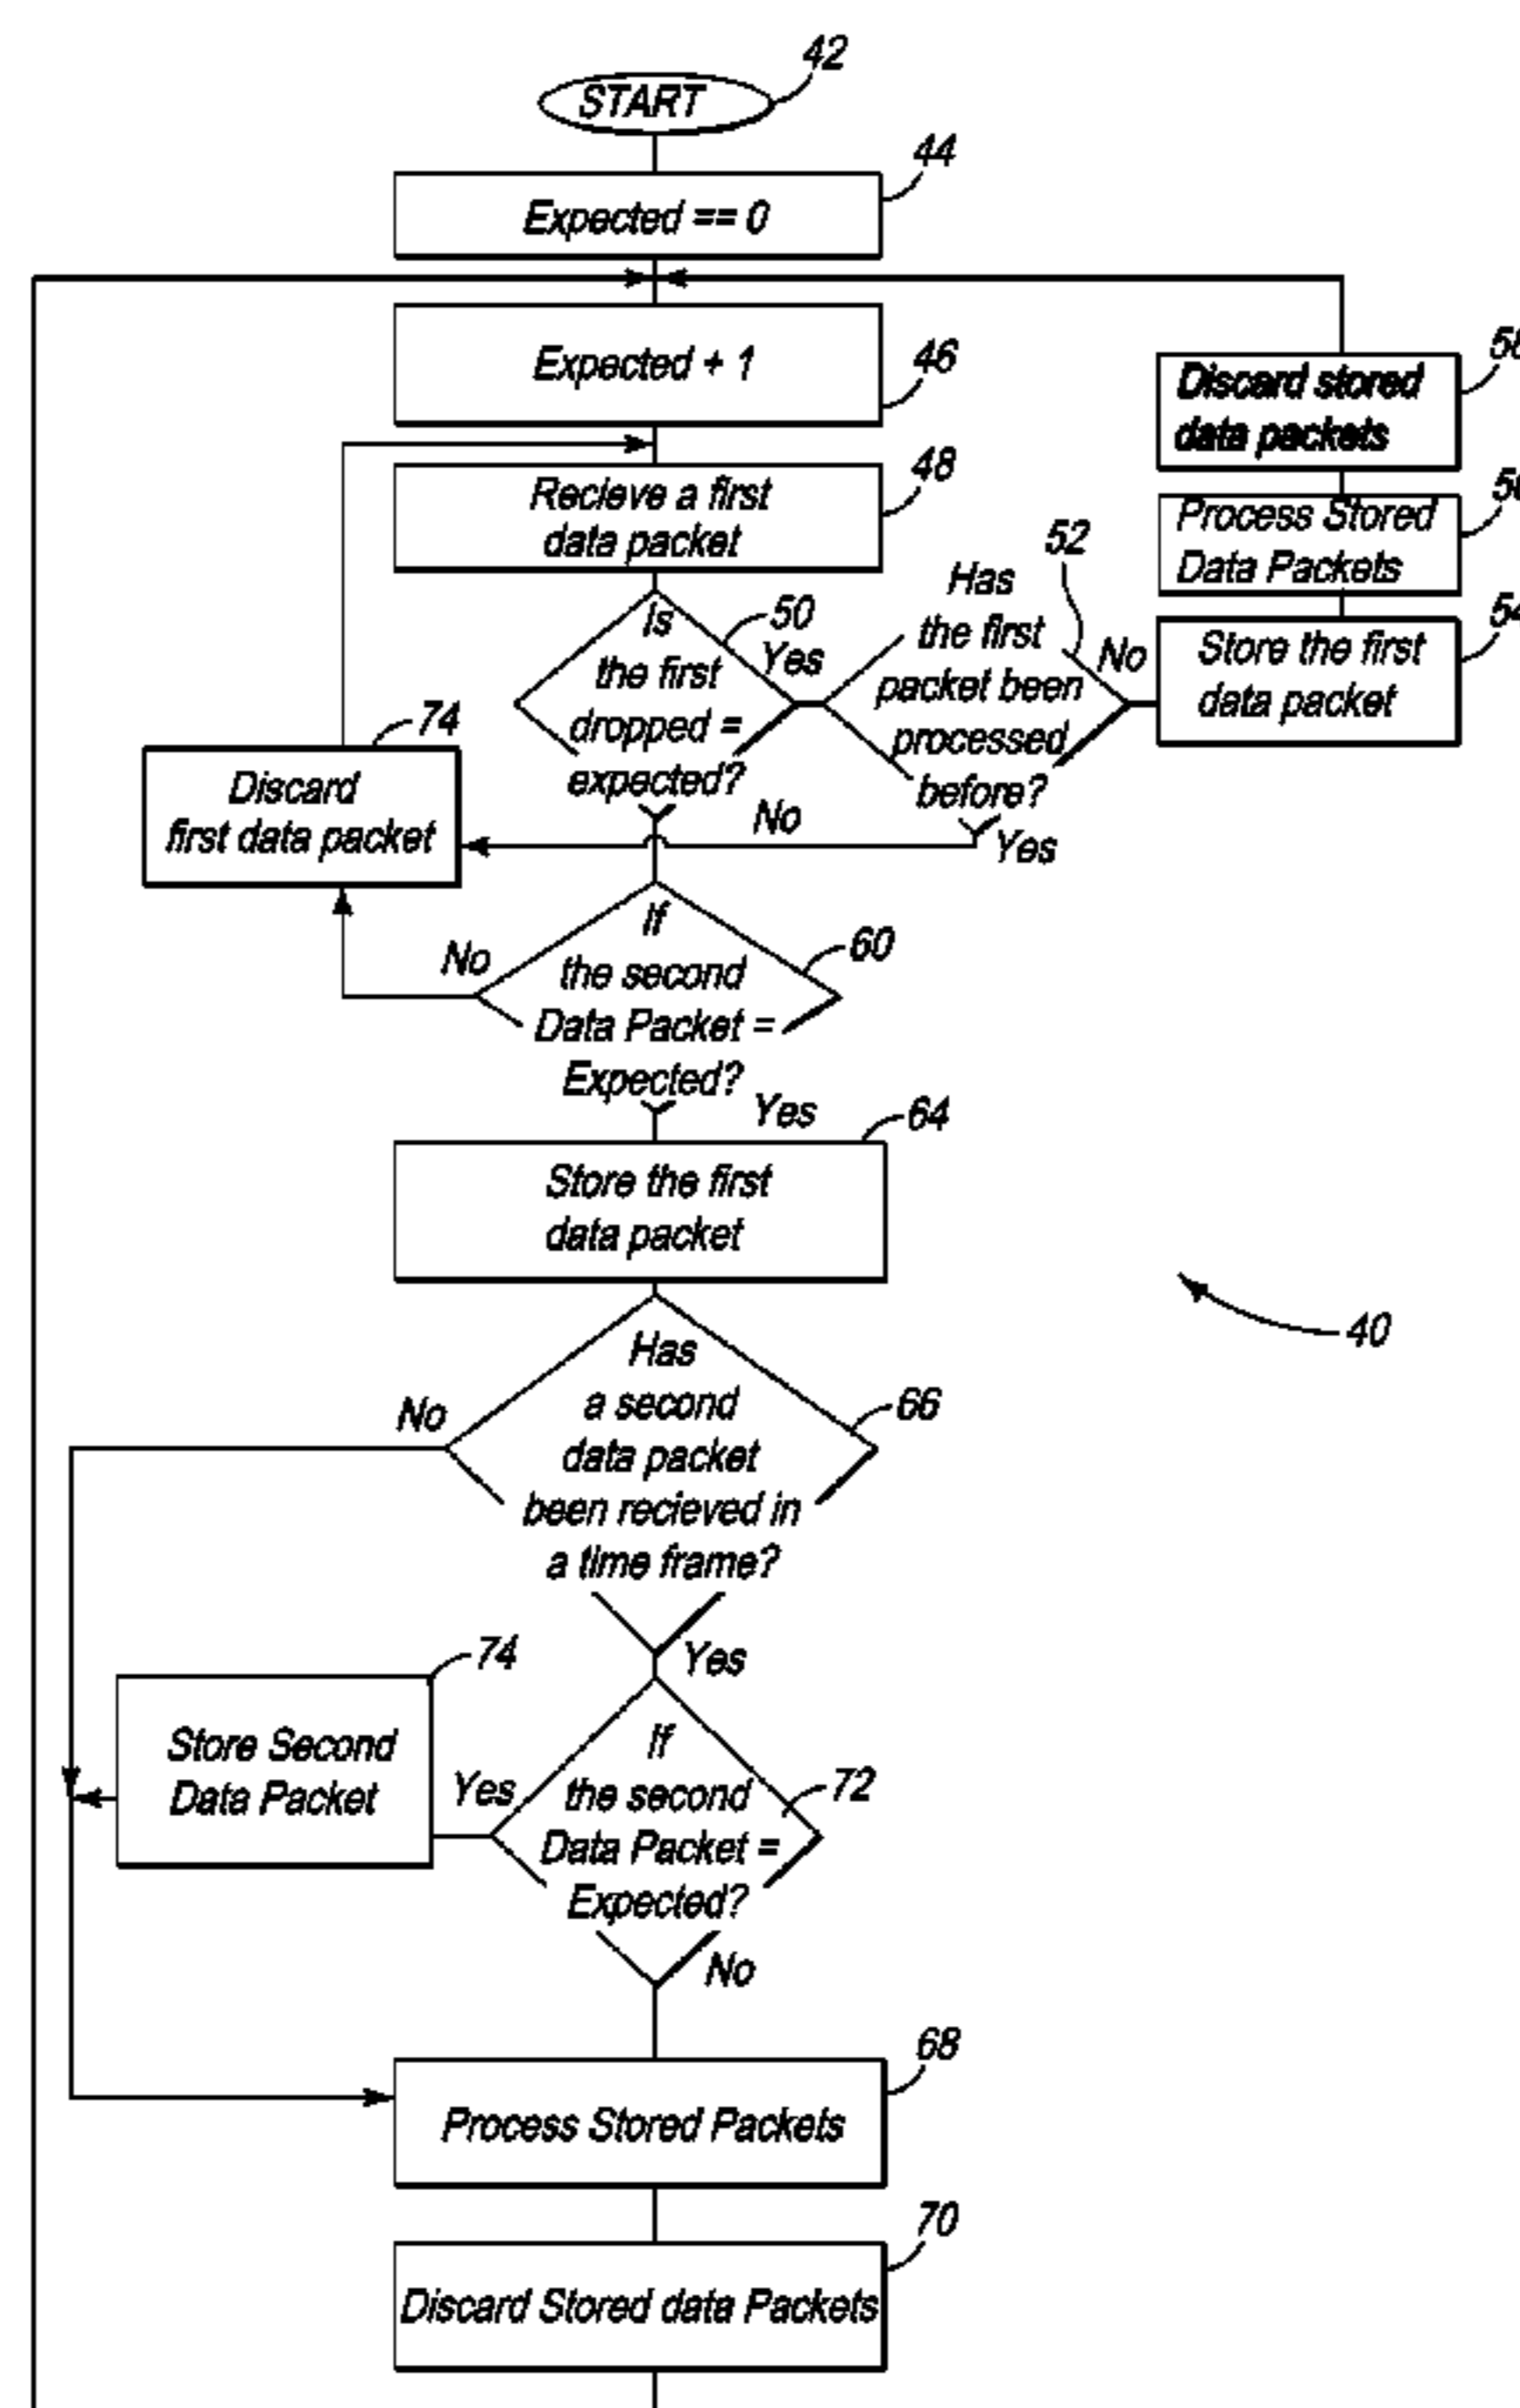 42
START
44
Expected == 0
Expected + 1
46
58
Discard stored
data packets
48
Recieve a first
data packet
Process Stored
Data Packets
52
50
Is
the first
dropped =
expected?
Yes
Has
the first
packet been
processed
before?
No
54
Store the first
data packet
74
Discard
first data packet
No
Yes
If
the second
Data Packet =
Expected?
60
No
Yes
64
Store the first
data packet
40
Has
a second
data packet
been recieved in
a time frame?
66
No
Yes
74
Store Second
Data Packet
Yes
If
the second
Data Packet =
Expected?
72
No
68
Process Stored Packets
70
Discard Stored data Packets